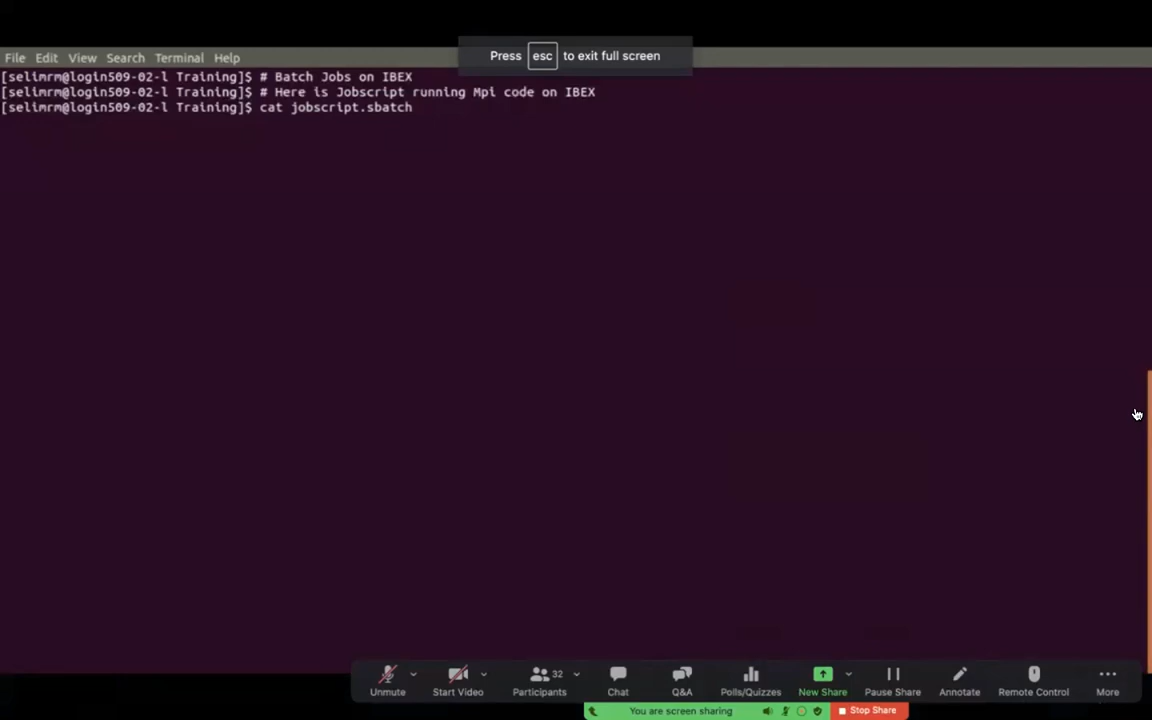 Press esc to exit full screen
File Edit View Search Terminal Help
[selimrm@login509-02-l Training]$ # Batch Jobs on IBEX
[selimrm@login509-02-l Training]$ # Here is Jobscript running Mpi code on IBEX
[selimrm@login509-02-l Training]$ cat jobscript.sbatch
32
Unmute Start Video Participants Chat Q&A Polls/Quizzes New Share Pause Share Annotate Remote Control More
You are screen sharing Stop Share